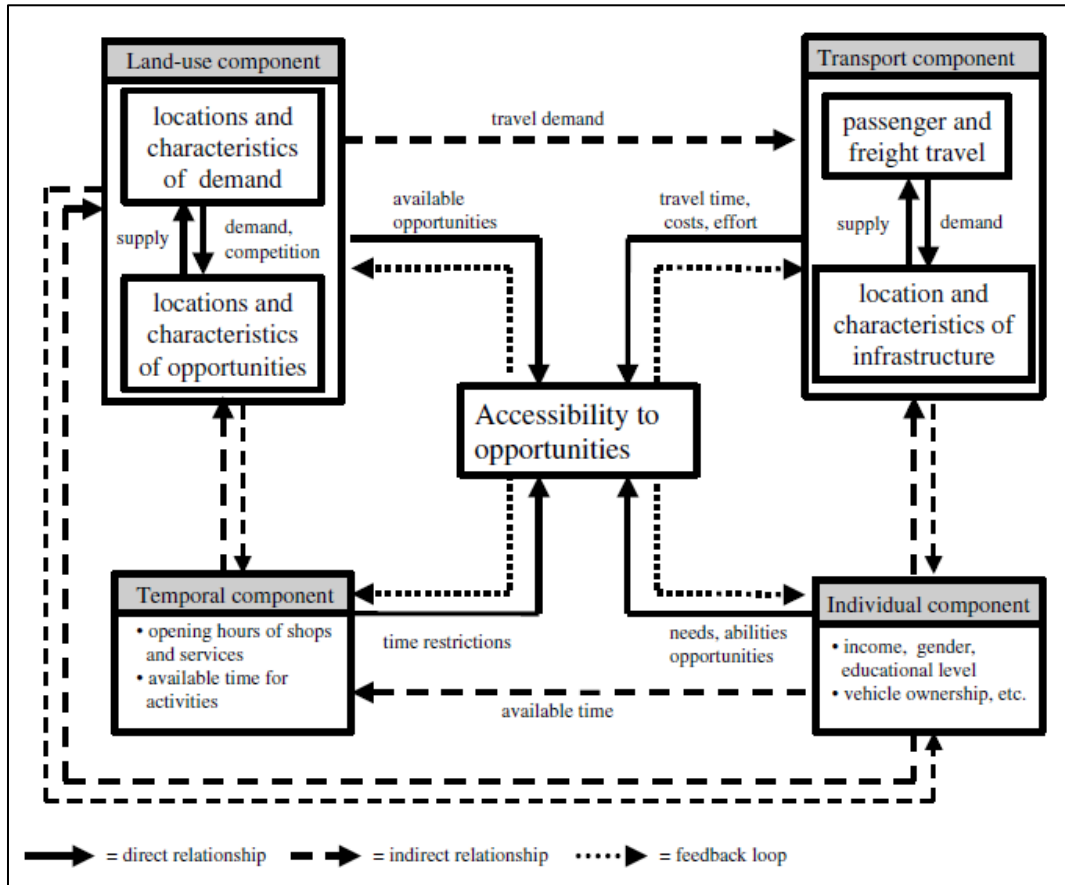 Land-use component
locations and
characteristics
of demand
supply
demand,
competition
locations and
characteristics
of opportunities
travel demand
available
opportunities
Transport component
passenger and
freight travel
travel time,
costs, effort
supply
demand
location and
characteristics of
infrastructure
Accessibility to
opportunities
Temporal component
• opening hours of shops
and services
• available time for
activities
time restrictions
needs, abilities
opportunities
available time
Individual component
• income, gender,
educational level
• vehicle ownership, etc.
= direct relationship
= indirect relationship
= feedback loop